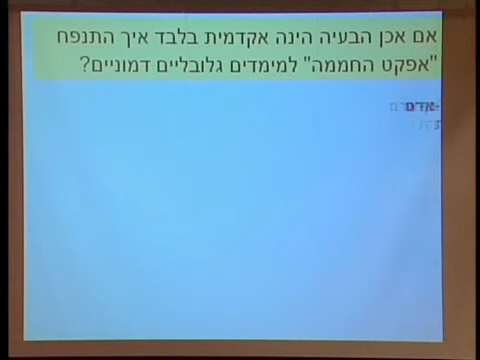 אם אכן הבעיה הינה אקדמית בלבד איך התנפח
"אפקט החממה" למימדים גלובליים דמוניים?